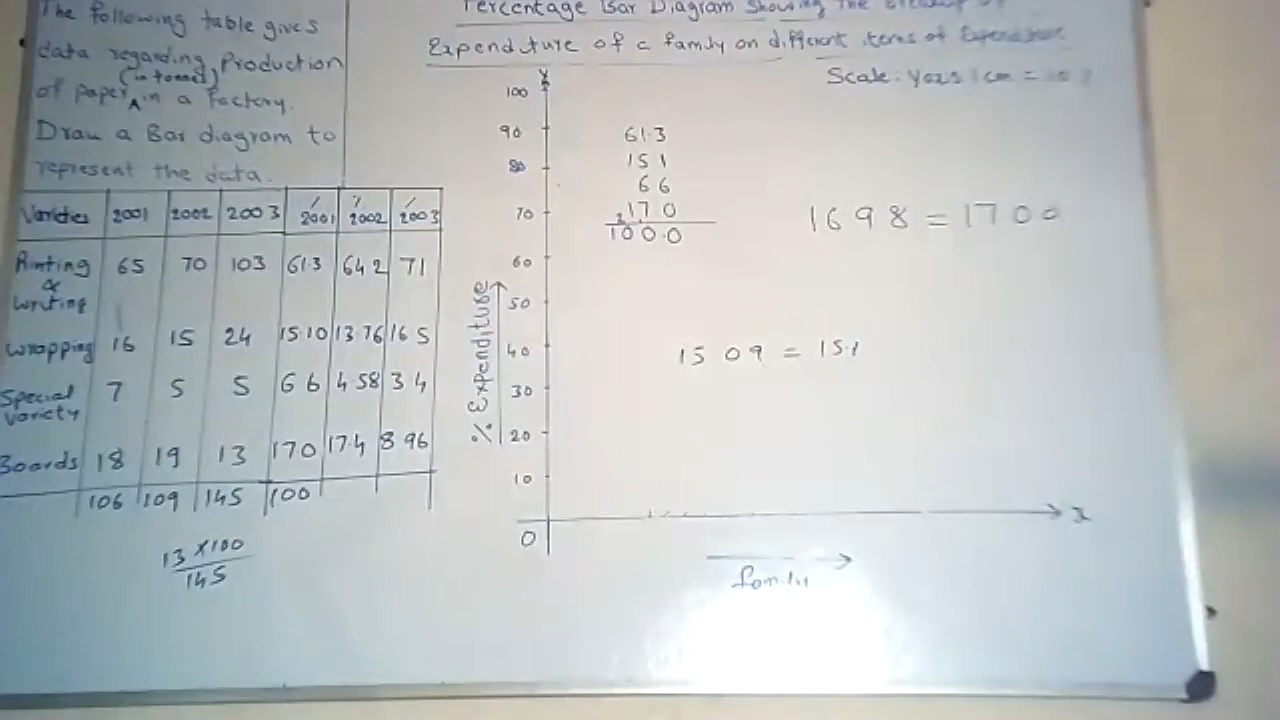 The following table gives
data regarding Production
(in tones)
of paper ^ in a factory.
Draw a Bar diagram to
represent the data.
Varieties 2001 2002 2003 % 2001 % 2002 % 2003
Printing & writing 65 70 103 61.3 64.2 71
Wrapping 16 15 24 15.10 13.76 16.5
Special variety 7 5 5 6.6 4.58 3.4
Boards 18 19 13 17.0 17.4 8.96
106 109 145 100
13 × 100
145
Percentage Bar Diagram Showing The Breakup of
Expenditure of a family on different items of Expenditure
Scale: Y axis 1cm = 10%
Y
100
90
80
70
60
50
40
30
20
10
0
% Expenditure
61.3
15 1
6 6
17 0
2
100.0
16 98 = 17 00
15 09 = 15.1
X
family